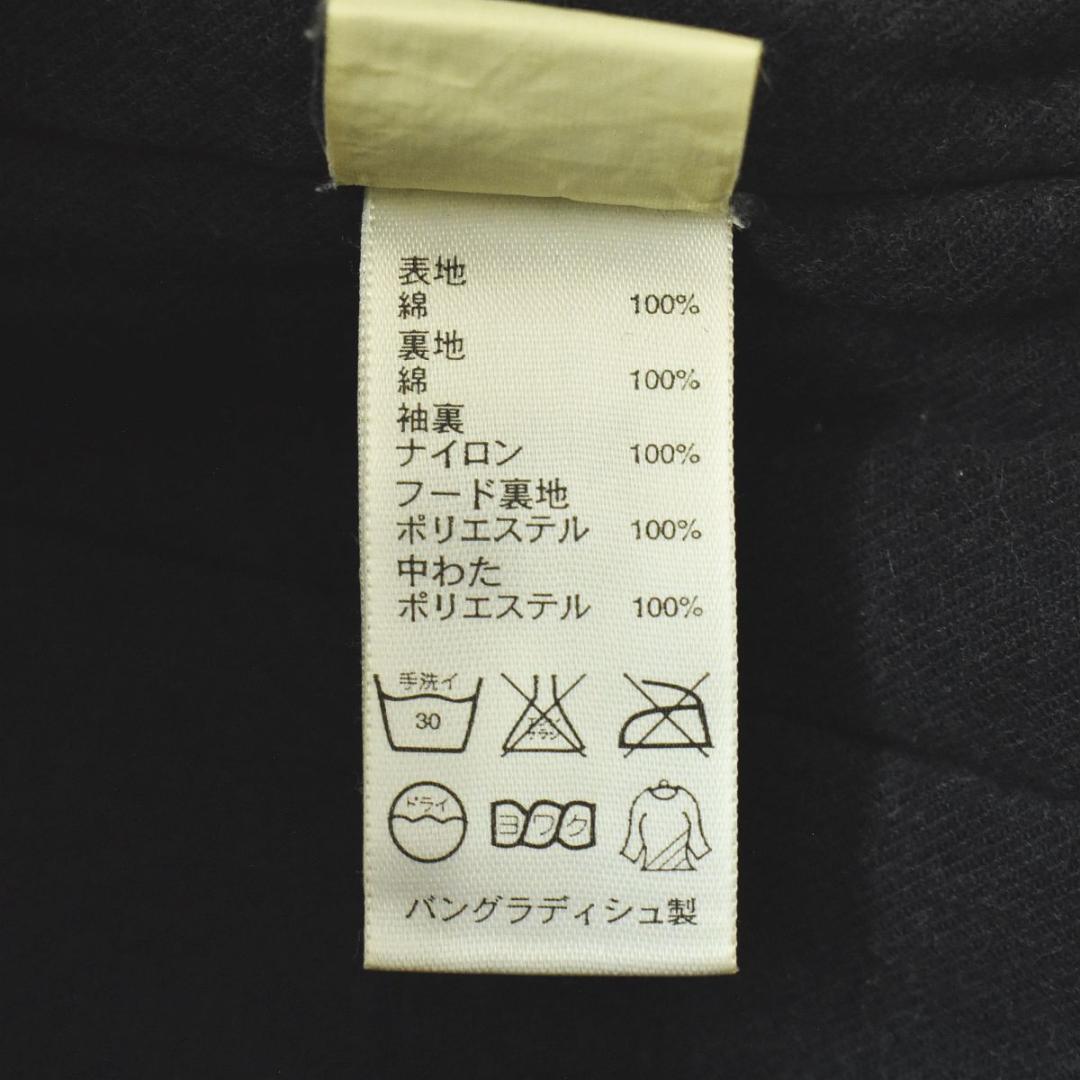 表地
綿 100%
裏地
綿 100%
袖裏
ナイロン 100%
フード裏地
ポリエステル 100%
中わた
ポリエステル 100%
手洗イ
30
ドライ
ヨワク
バングラディシュ製